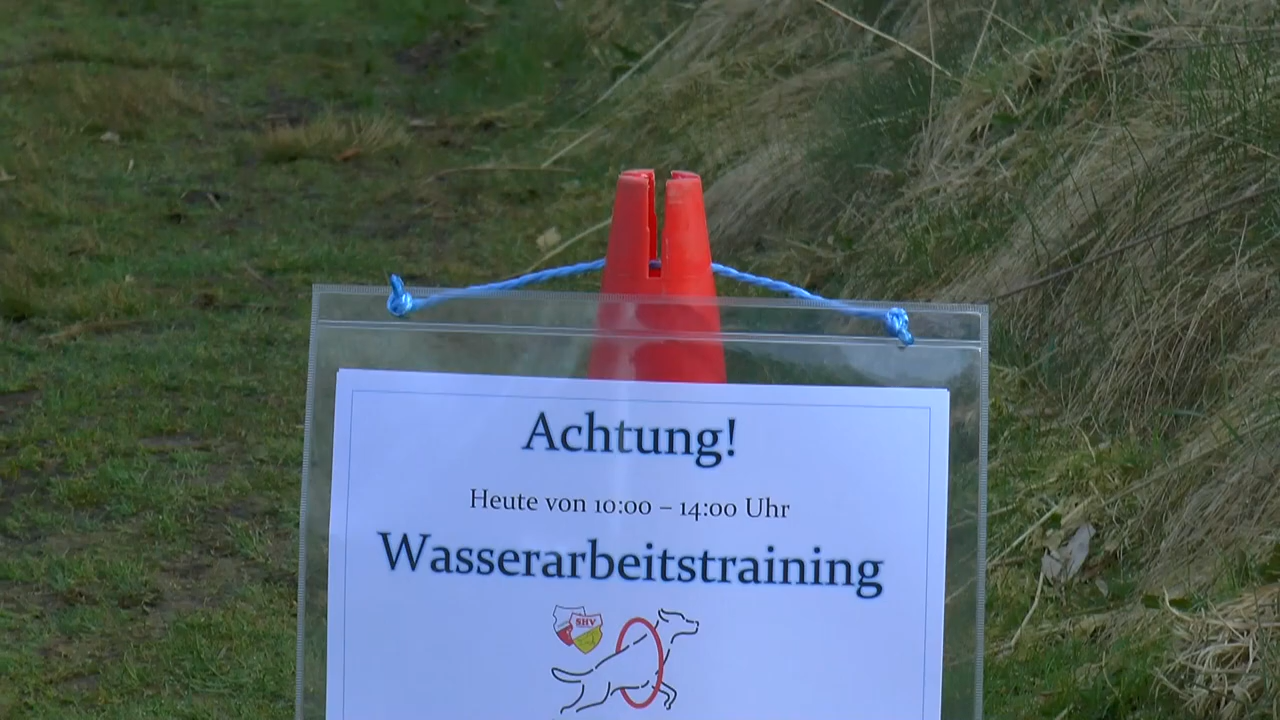 Achtung!
Heute von 10:00 – 14:00 Uhr
Wasserarbeitstraining
SHV